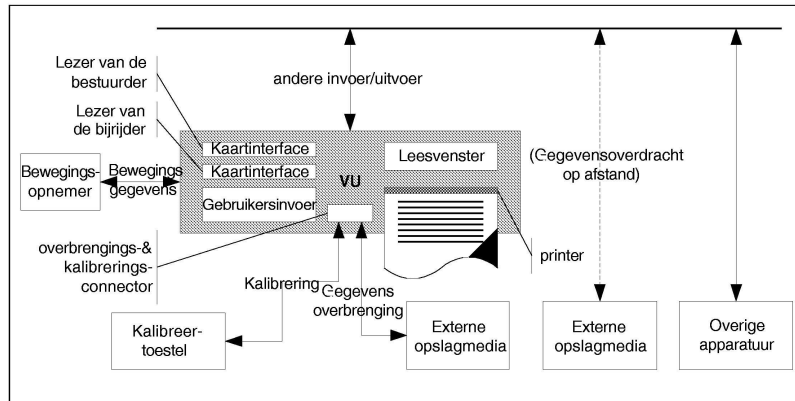 Lezer van de
bestuurder
andere invoer/uitvoer
Lezer van
de bijrijder
Kaartinterface
Kaartinterface
Leesvenster
(Gegevensoverdracht
op afstand)
Bewegings-
opnemer
Bewegings
gegevens
VU
Gebruikersinvoer
overbrengings-&
kalibrerings-
connector
printer
Kalibrering
Gegevens
overbrenging
Kalibreer-
toestel
Externe
opslagmedia
Externe
opslagmedia
Overige
apparatuur